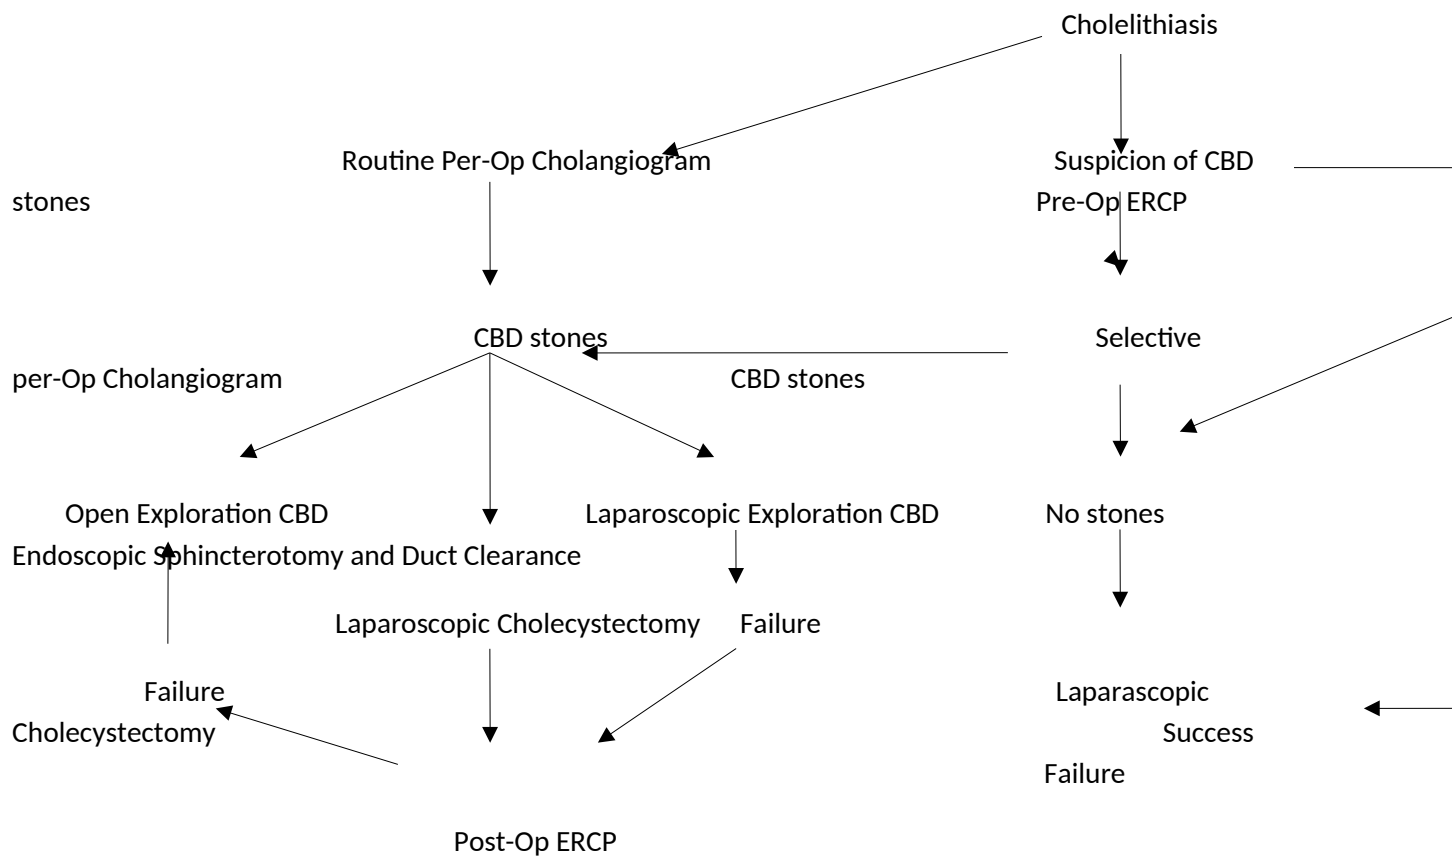 Cholelithiasis
Routine Per-Op Cholangiogram Suspicion of CBD
stones Pre-Op ERCP
CBD stones Selective
per-Op Cholangiogram CBD stones
Open Exploration CBD Laparoscopic Exploration CBD No stones
Endoscopic Sphincterotomy and Duct Clearance
Laparoscopic Cholecystectomy Failure
Failure Laparascopic
Cholecystectomy Success
Failure
Post-Op ERCP